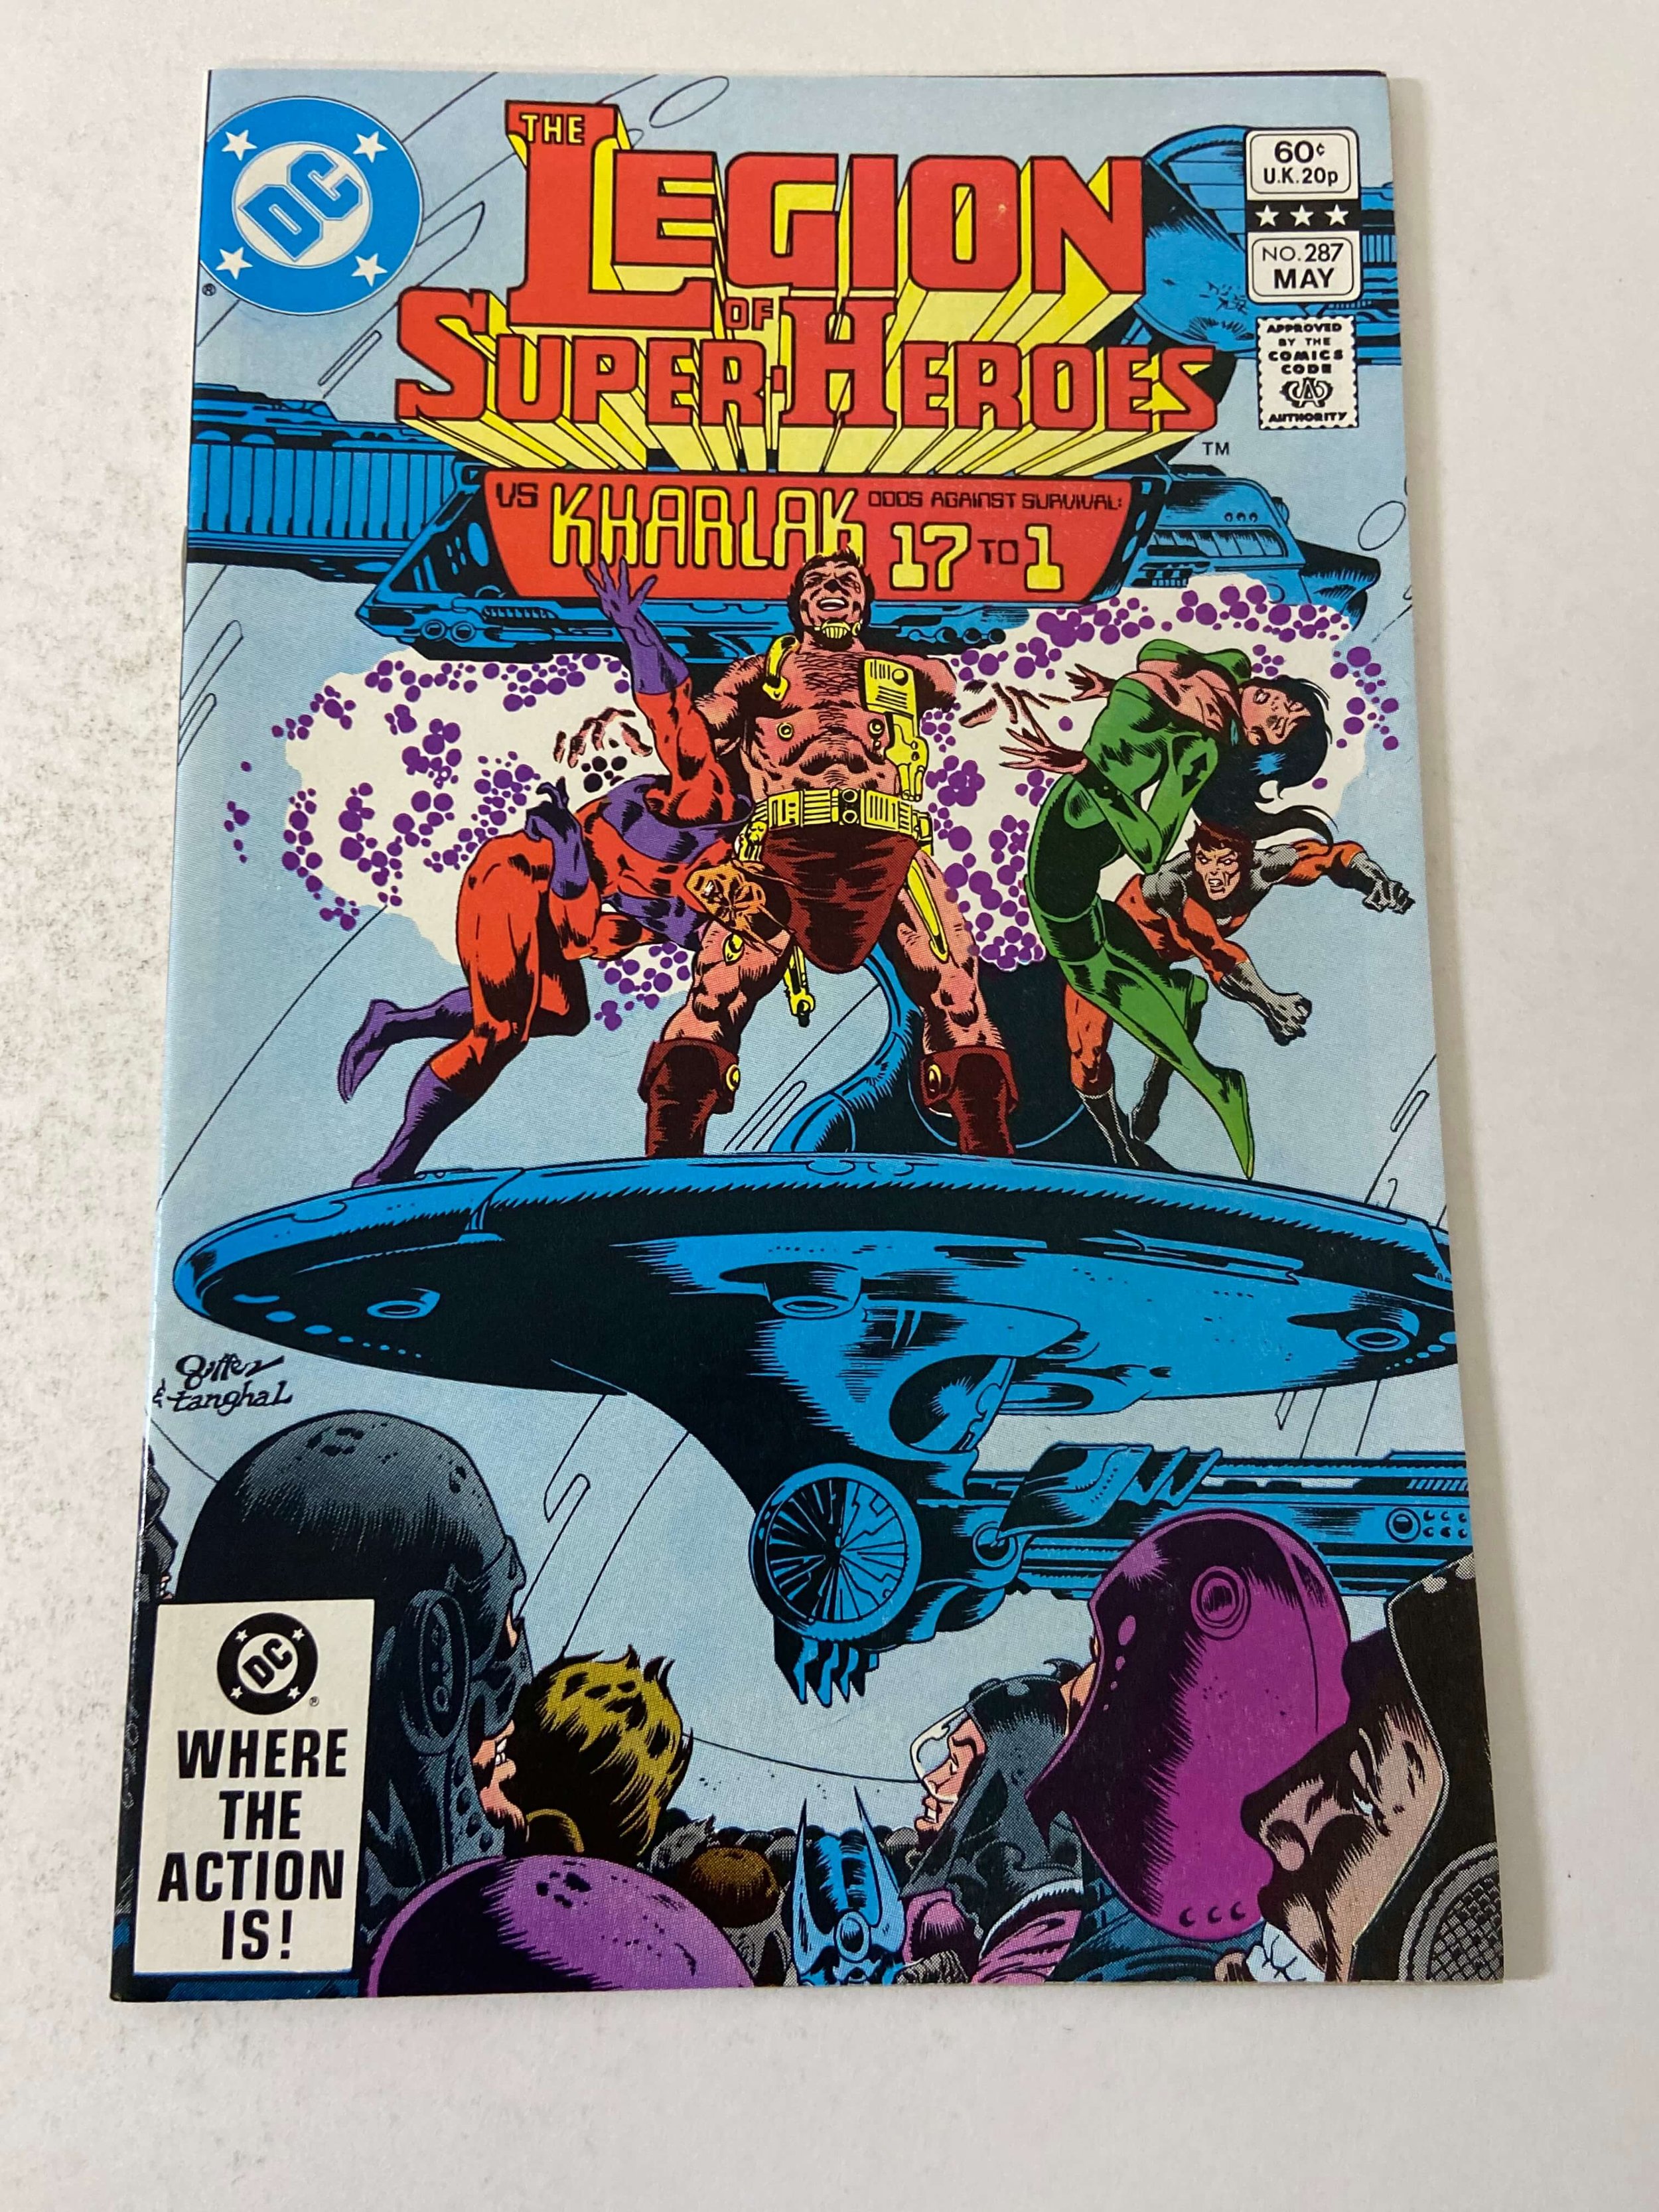 DC
®
THE
LEGION
OF
SUPER-HEROES
TM
60¢
U.K. 20p
NO. 287
MAY
APPROVED
BY THE
COMICS
CODE
CA
AUTHORITY
VS KHARLAK ODDS AGAINST SURVIVAL:
17 TO 1
Giffen
& tanghal
DC
®
WHERE
THE
ACTION
IS!